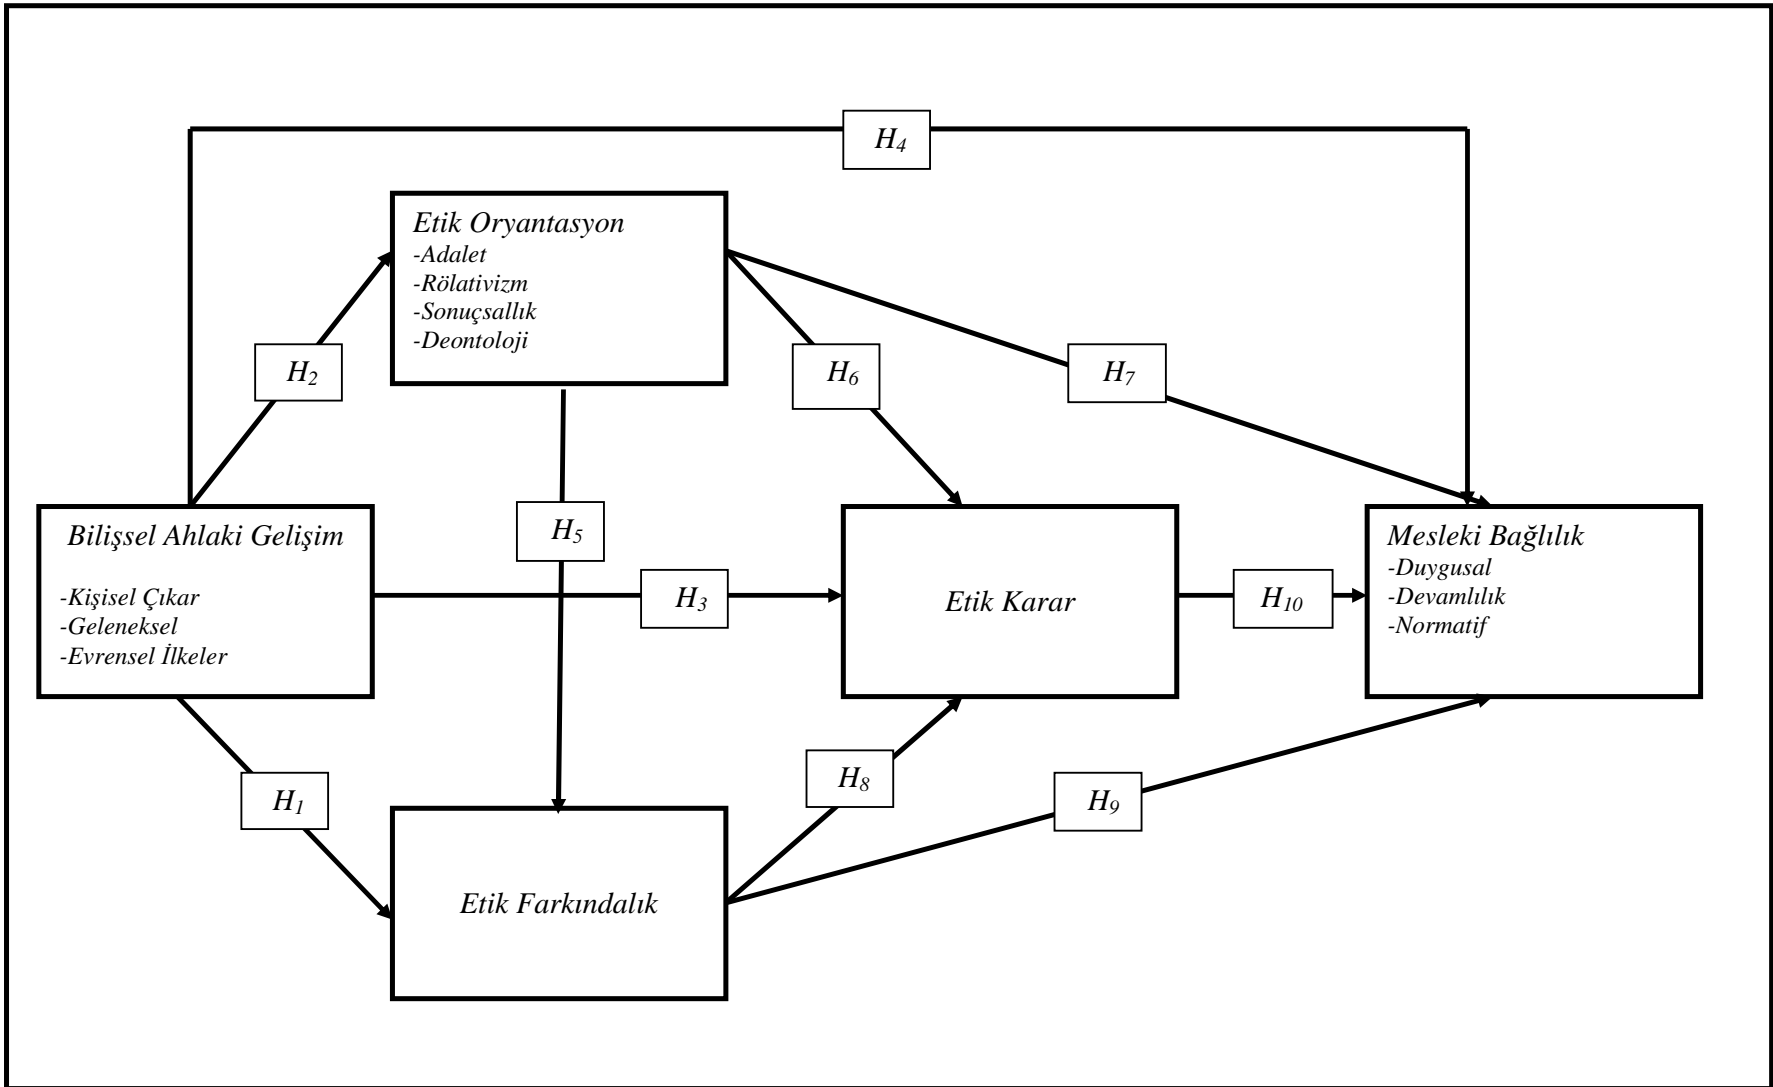 H4
Etik Oryantasyon
-Adalet
-Rölativizm
-Sonuçsallık
-Deontoloji
H2
H6
H7
Bilişsel Ahlaki Gelişim
-Kişisel Çıkar
-Geleneksel
-Evrensel İlkeler
H5
H3
Etik Karar
H10
Mesleki Bağlılık
-Duygusal
-Devamlılık
-Normatif
H1
H8
H9
Etik Farkındalık